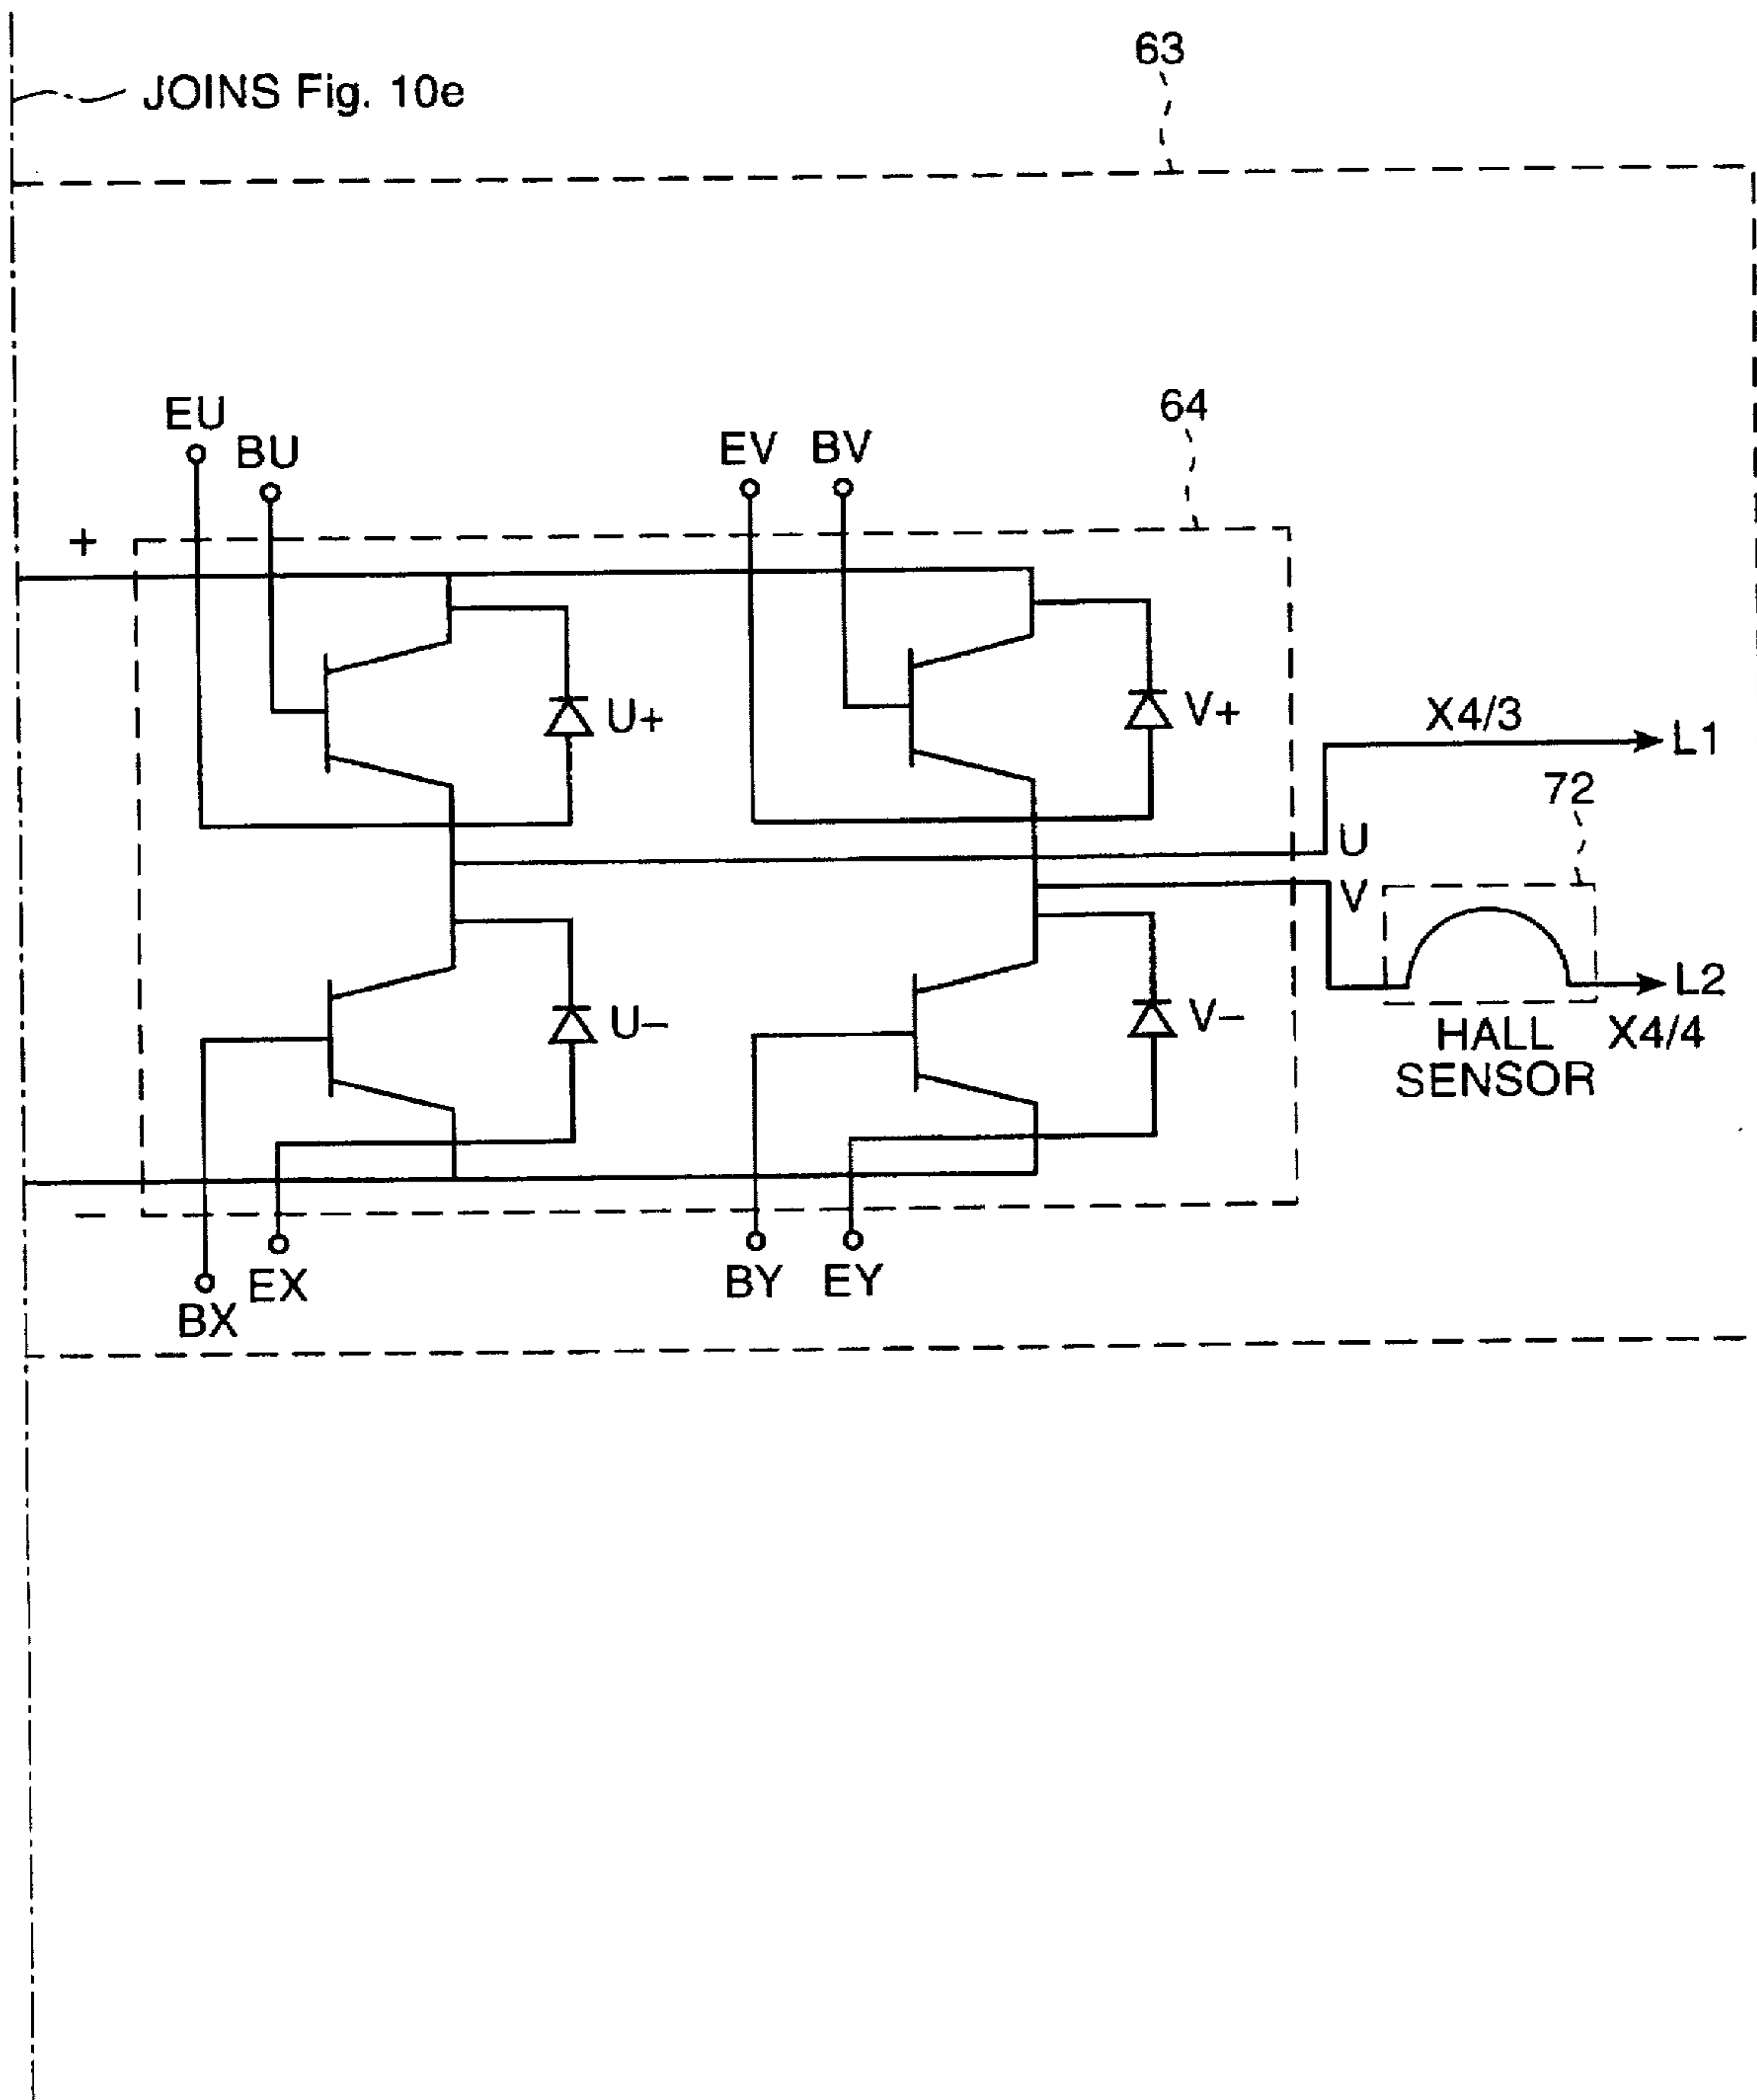 63
JOINS Fig. 10e
64
EU
BU
EV
BV
+
U+
V+
X4/3
L1
72
U
V
U−
V−
L2
HALL
SENSOR
X4/4
−
EX
BX
BY
EY